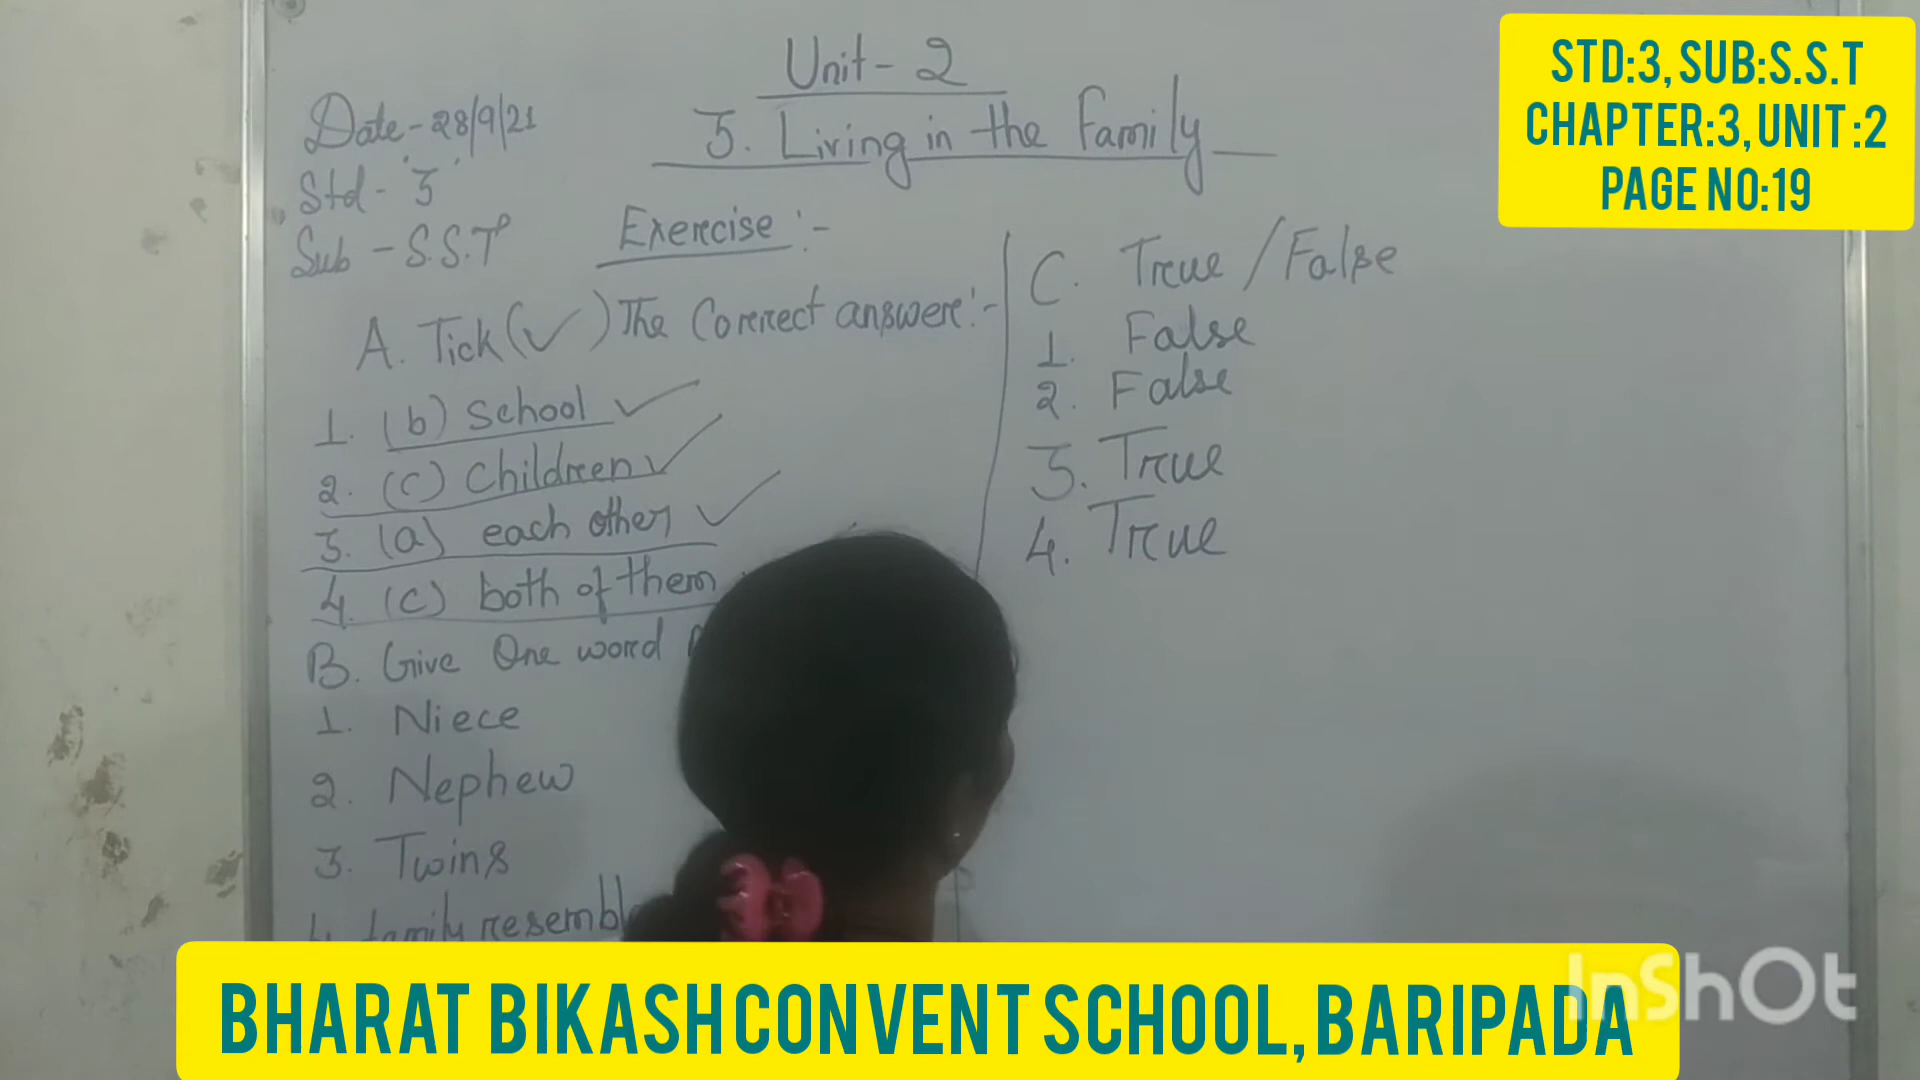 STD:3, SUB:S.S.T
CHAPTER:3, UNIT:2
PAGE NO:19
Unit - 2
3. Living in the Family
Date - 28/9/21
Std - '3'
Sub - S.S.T
Exercise :-
A. Tick (✓) The Correct answer :-
1. (b) School ✓
2. (c) Children ✓
3. (a) each other ✓
4. (c) both of them
B. Give One word
1. Niece
2. Nephew
3. Twins
4. family
C. True / False
1. False
2. False
3. True
4. True
BHARAT BIKASH CONVENT SCHOOL, BARIPADA
InShOt